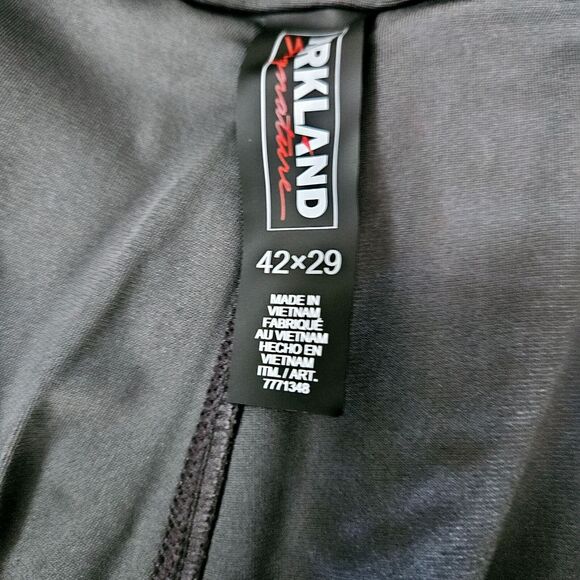 RKLAND
Signature
42×29
MADE IN
VIETNAM
FABRIQUÉ
AU VIETNAM
HECHO EN
VIETNAM
ITM. / ART.
7771348